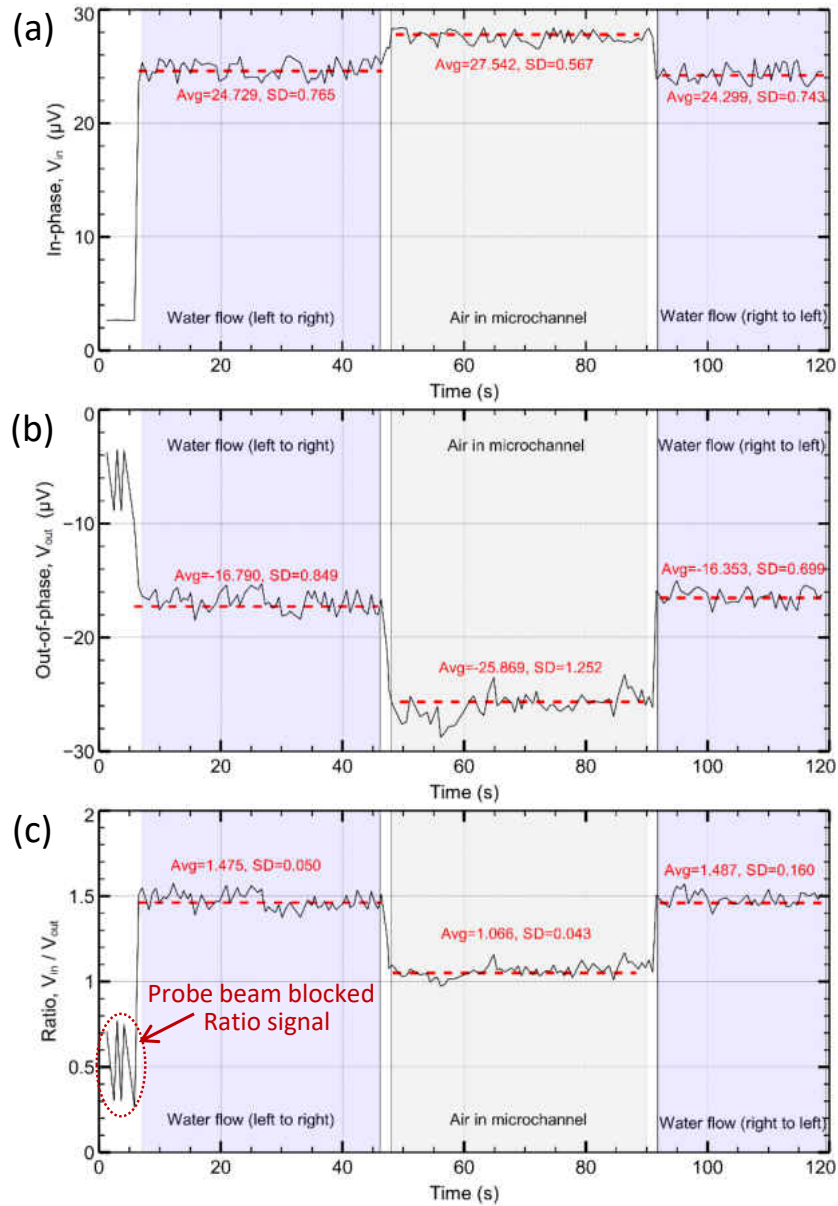 (a)
30
20
10
0
In-phase, Vin (µV)
Avg=24.729, SD=0.765
Avg=27.542, SD=0.567
Avg=24.299, SD=0.743
Water flow (left to right)
Air in microchannel
Water flow (right to left)
0 20 40 60 80 100 120
Time (s)
(b)
0
−10
−20
−30
Out-of-phase, Vout (µV)
Water flow (left to right)
Air in microchannel
Water flow (right to left)
Avg=-16.790, SD=0.849
Avg=-25.869, SD=1.252
Avg=-16.353, SD=0.699
0 20 40 60 80 100 120
Time (s)
(c)
2
1.5
1
0.5
0
Ratio, Vin / Vout
Avg=1.475, SD=0.050
Avg=1.066, SD=0.043
Avg=1.487, SD=0.160
Probe beam blocked
Ratio signal
Water flow (left to right)
Air in microchannel
Water flow (right to left)
0 20 40 60 80 100 120
Time (s)